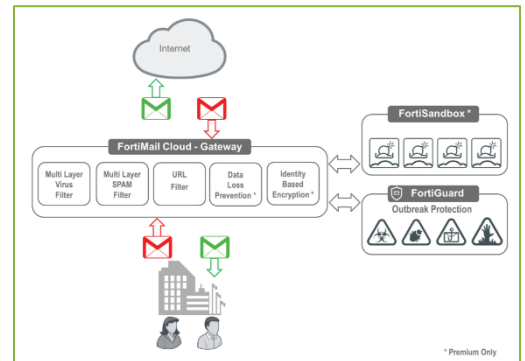 Internet
FortiMail Cloud - Gateway
Multi Layer
Virus
Filter
Multi Layer
SPAM
Filter
URL
Filter
Data
Loss
Prevention *
Identity
Based
Encryption *
FortiSandbox *
FortiGuard
Outbreak Protection
* Premium Only